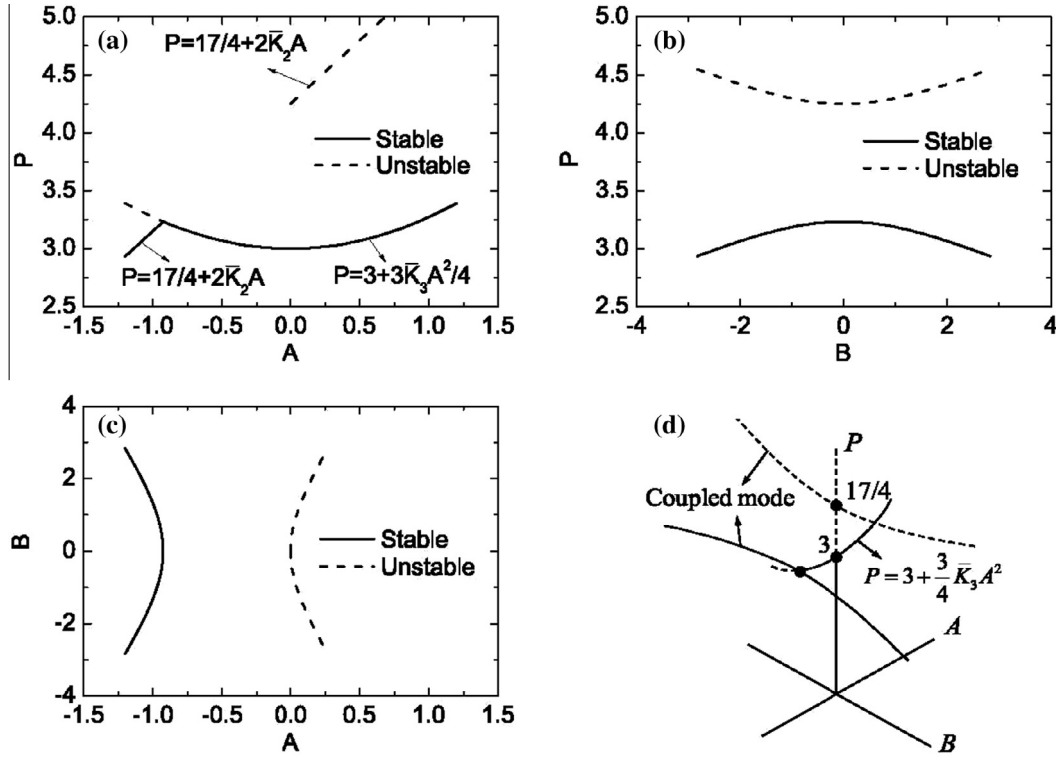 (a)
5.0
4.5
4.0
3.5
3.0
2.5
P
P=17/4+2K̅₂A
Stable
Unstable
P=17/4+2K̅₂A
P=3+3K̅₃A²/4
-1.5 -1.0 -0.5 0.0 0.5 1.0 1.5
A
(b)
5.0
4.5
4.0
3.5
3.0
2.5
P
Stable
Unstable
-4 -2 0 2 4
B
(c)
4
2
0
-2
-4
B
Stable
Unstable
-1.5 -1.0 -0.5 0.0 0.5 1.0 1.5
A
(d)
P
17/4
Coupled mode
3
P = 3 + 3/4 K̅₃A²
A
B